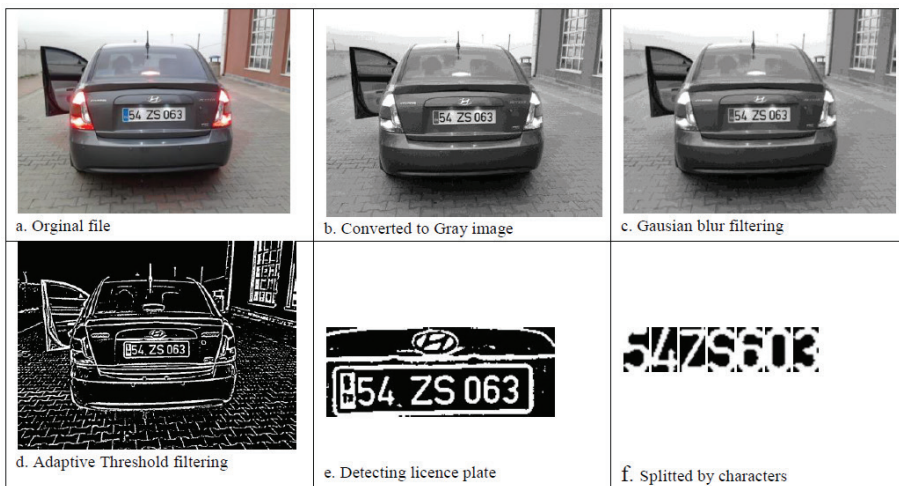 54 ZS 063
54 ZS 063
54 ZS 063
a. Orginal file
b. Converted to Gray image
c. Gausian blur filtering
54 ZS 063
54 ZS 063
54ZS603
d. Adaptive Threshold filtering
e. Detecting licence plate
f. Splitted by characters